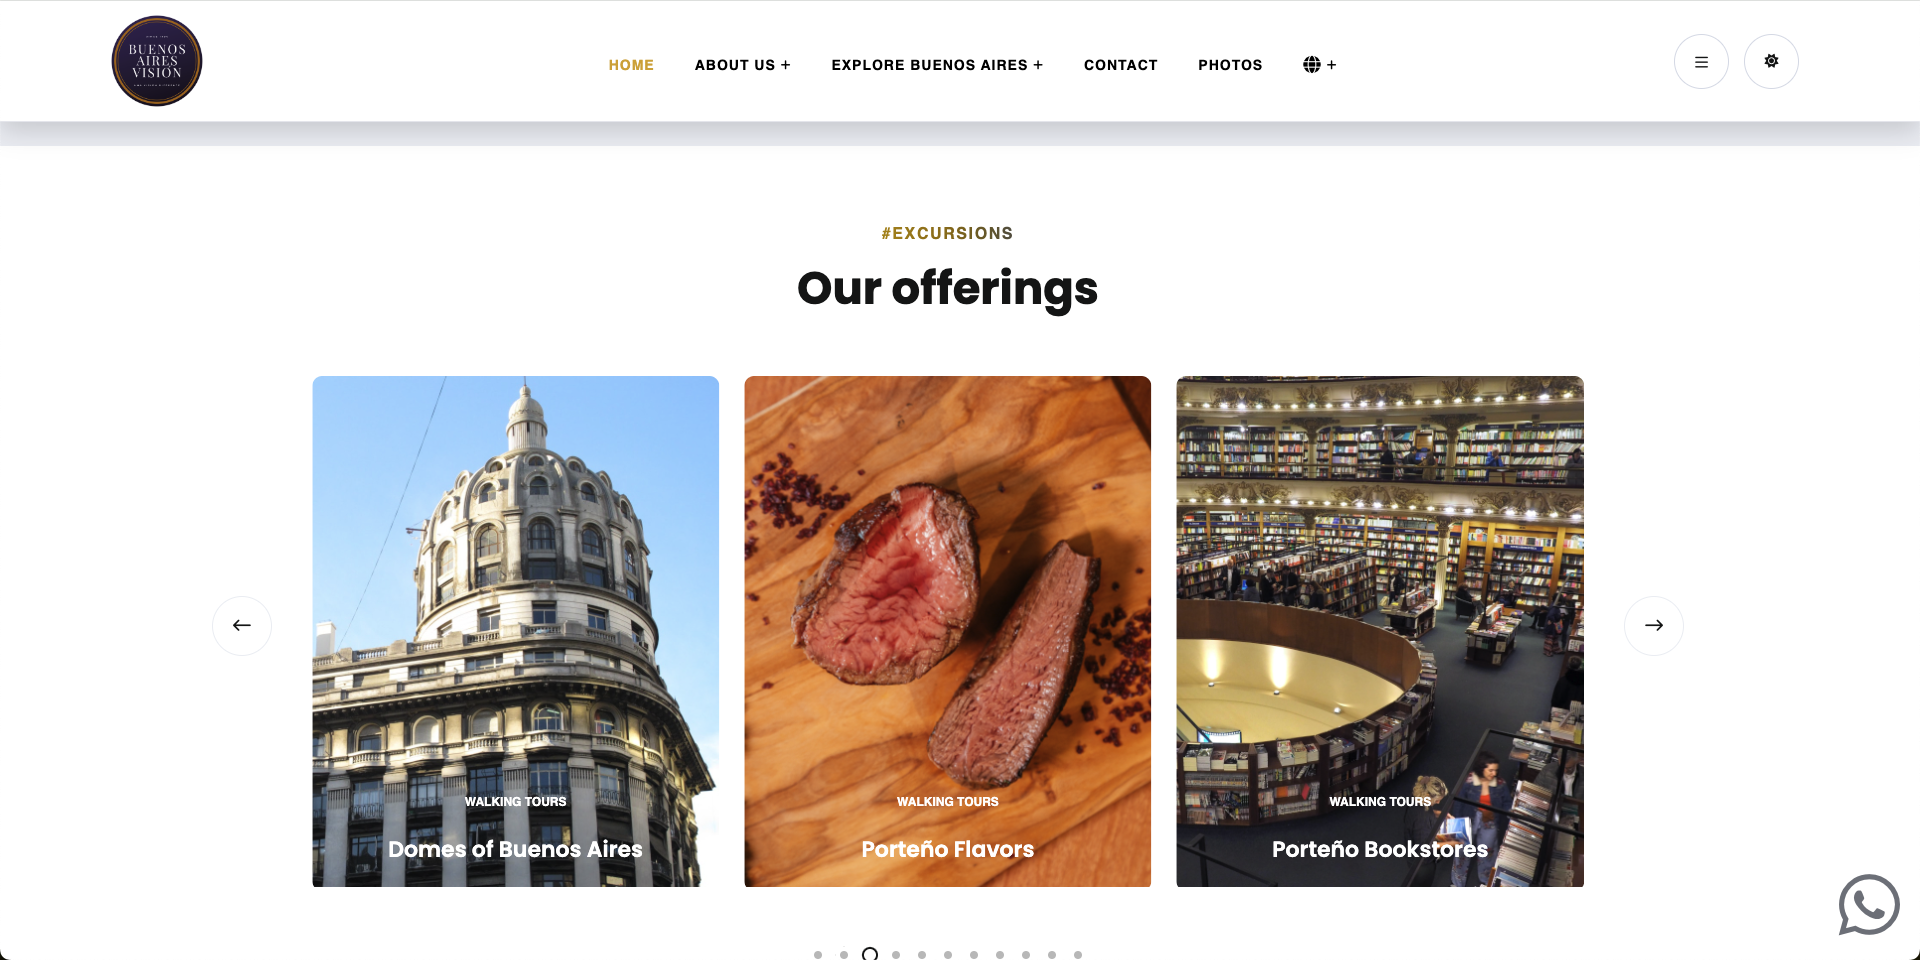 BUENOS
AIRES
VISION
HOME
ABOUT US +
EXPLORE BUENOS AIRES +
CONTACT
PHOTOS
+
#EXCURSIONS
Our offerings
WALKING TOURS
Domes of Buenos Aires
WALKING TOURS
Porteño Flavors
WALKING TOURS
Porteño Bookstores